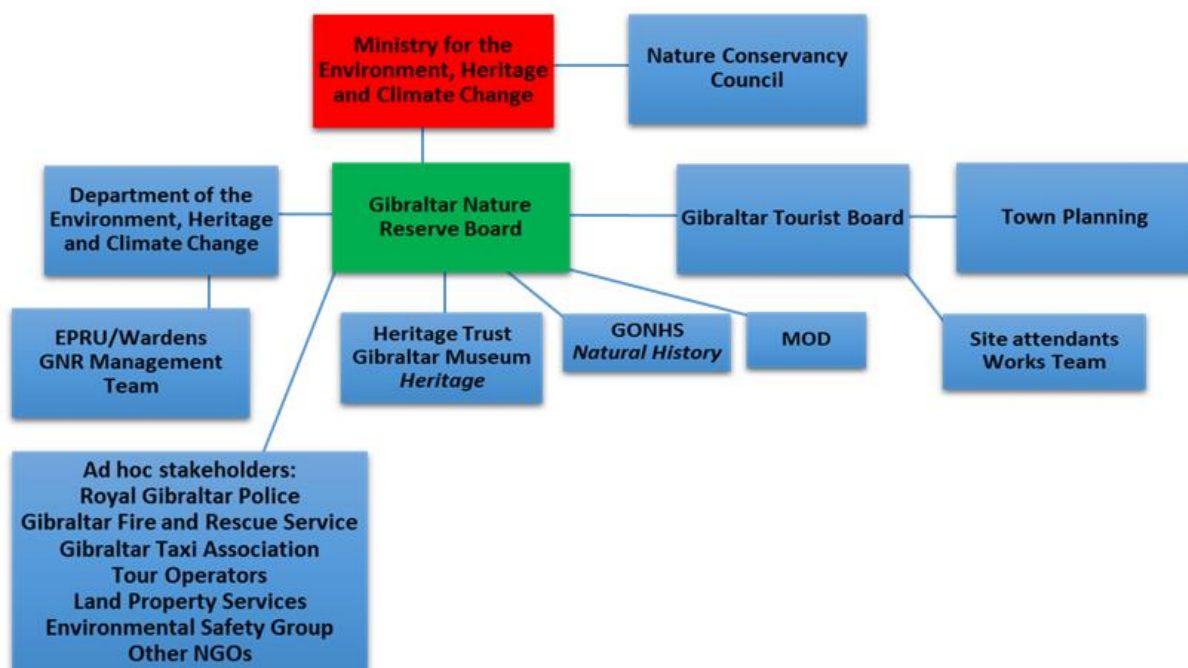 Ministry for the
Environment, Heritage
and Climate Change
Nature Conservancy
Council
Department of the
Environment, Heritage
and Climate Change
Gibraltar Nature
Reserve Board
Gibraltar Tourist Board
Town Planning
EPRU/Wardens
GNR Management
Team
Heritage Trust
Gibraltar Museum
Heritage
GONHS
Natural History
MOD
Site attendants
Works Team
Ad hoc stakeholders:
Royal Gibraltar Police
Gibraltar Fire and Rescue Service
Gibraltar Taxi Association
Tour Operators
Land Property Services
Environmental Safety Group
Other NGOs